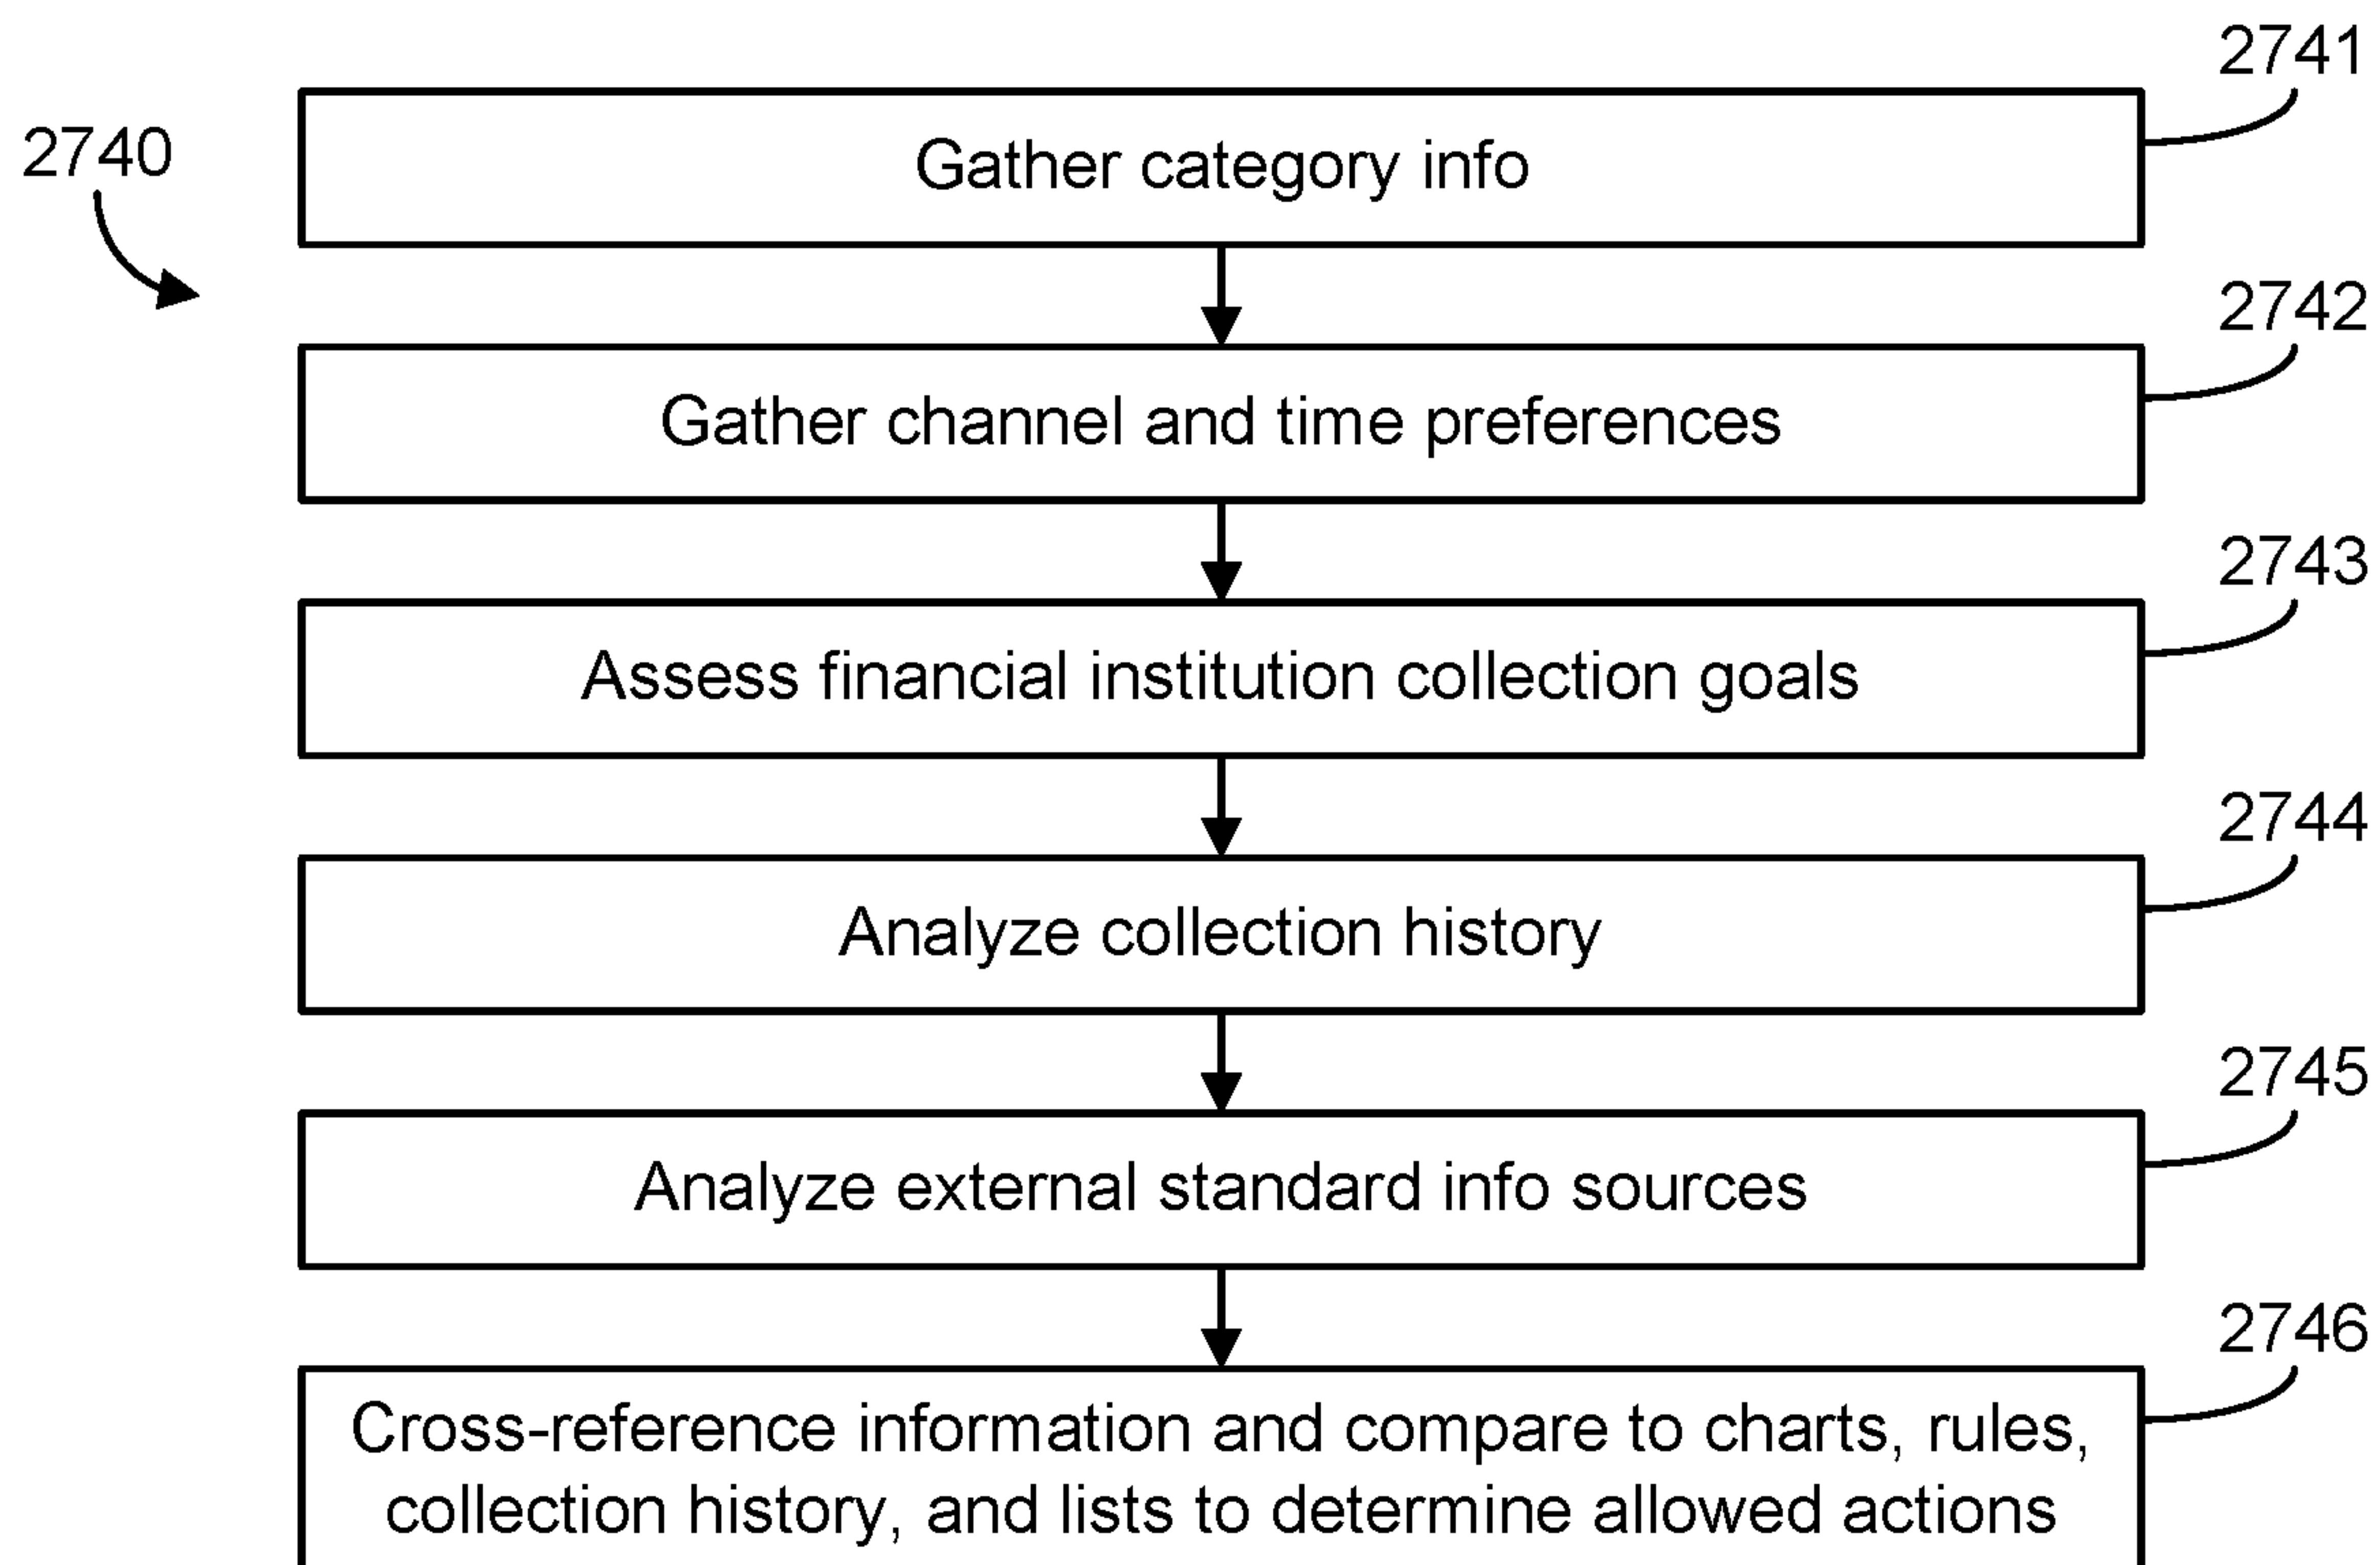 2741
2740
Gather category info
2742
Gather channel and time preferences
2743
Assess financial institution collection goals
2744
Analyze collection history
2745
Analyze external standard info sources
2746
Cross-reference information and compare to charts, rules,
collection history, and lists to determine allowed actions